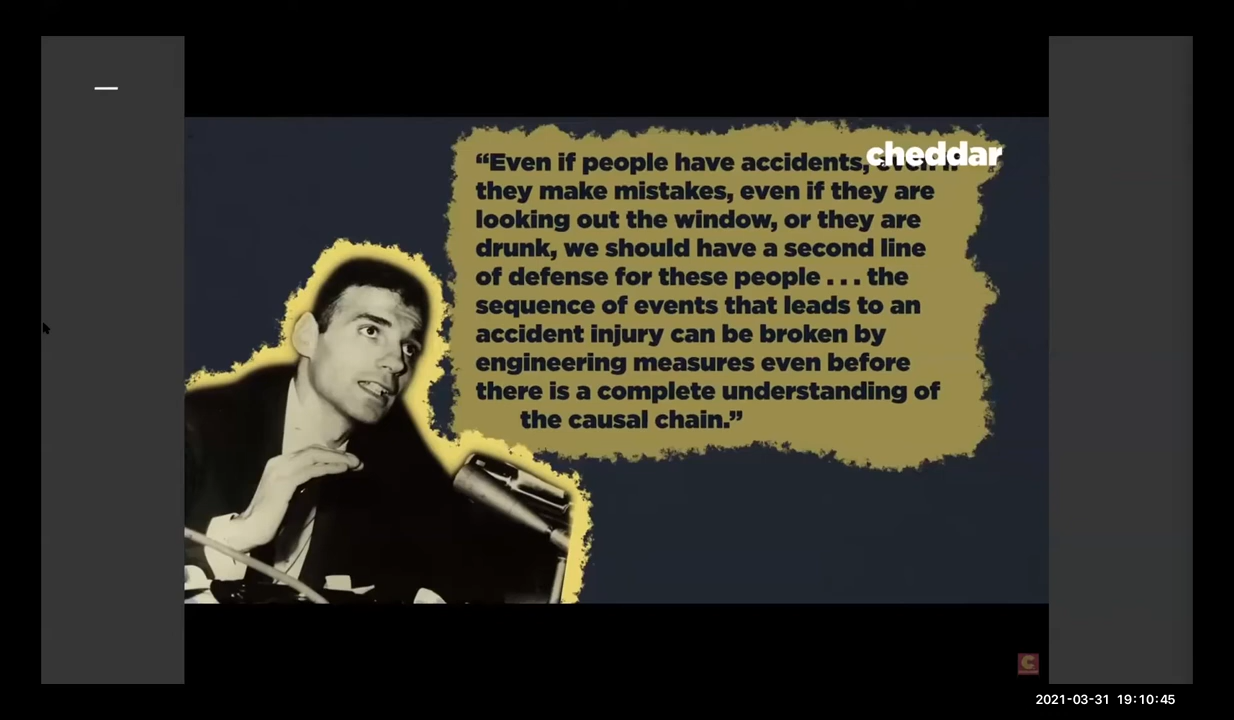 cheddar
“Even if people have accidents, even if
they make mistakes, even if they are
looking out the window, or they are
drunk, we should have a second line
of defense for these people . . . the
sequence of events that leads to an
accident injury can be broken by
engineering measures even before
there is a complete understanding of
the causal chain.”
C
2021-03-31 19:10:45